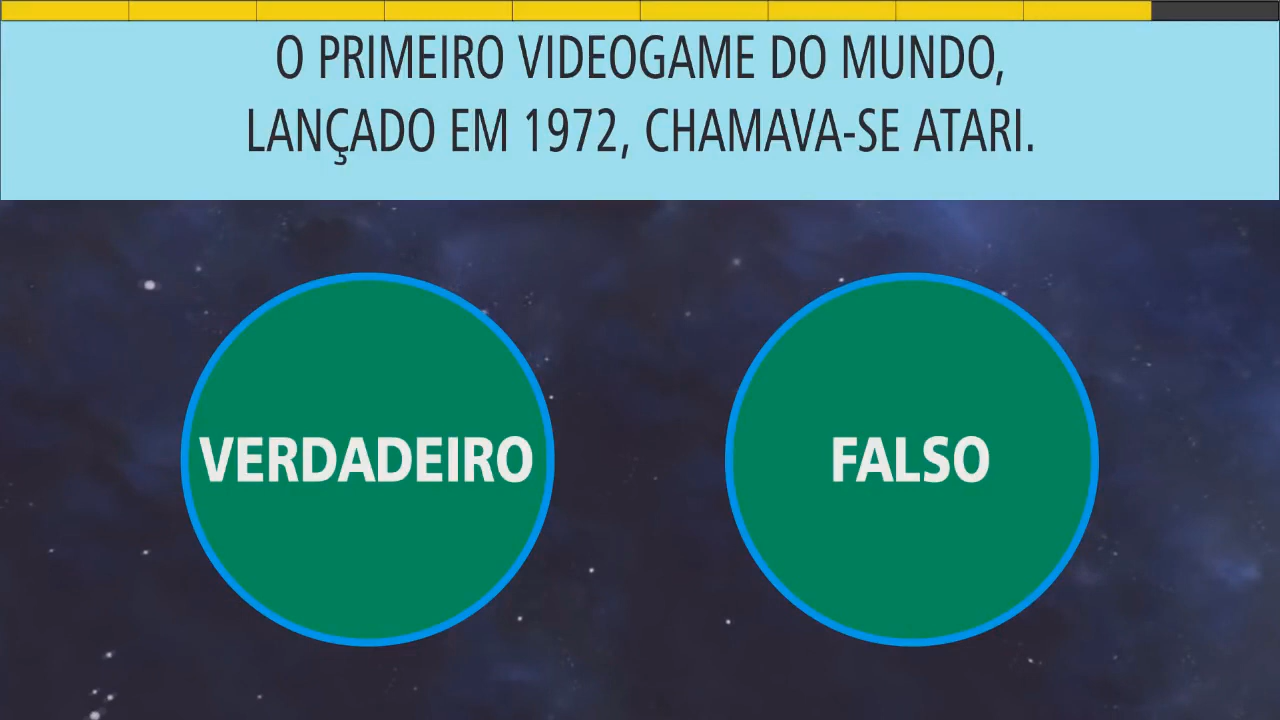 O PRIMEIRO VIDEOGAME DO MUNDO,
LANÇADO EM 1972, CHAMAVA-SE ATARI.
VERDADEIRO
FALSO